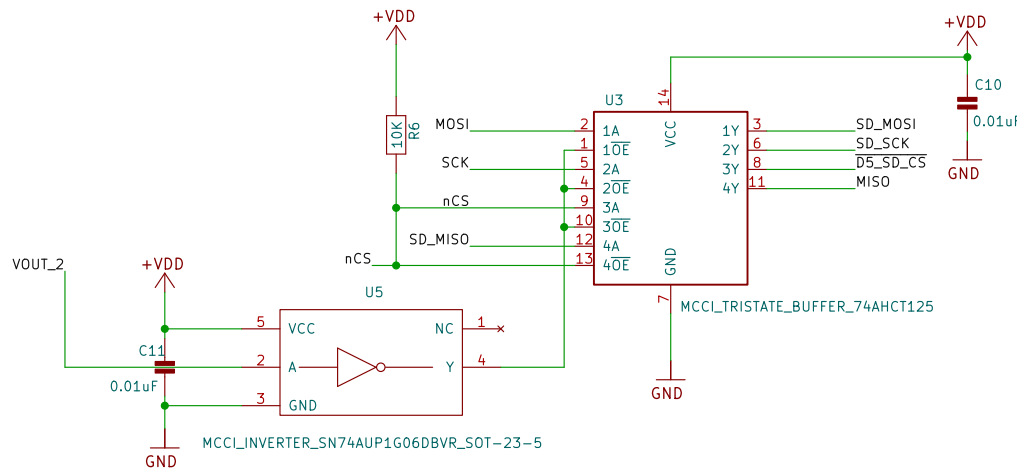 +VDD
+VDD
C10
0.01uF
GND
U3
10K
R6
14
VCC
MOSI
2
1A
1Y
3
SD_MOSI
1
1OE
2Y
6
SD_SCK
SCK
5
2A
3Y
8
D5_SD_CS
4
2OE
4Y
11
MISO
nCS
9
3A
10
3OE
SD_MISO
12
4A
nCS
13
4OE
GND
7
MCCI_TRISTATE_BUFFER_74AHCT125
GND
VOUT_2
+VDD
U5
5
VCC
NC
1
C11
2
A
Y
4
0.01uF
3
GND
GND
MCCI_INVERTER_SN74AUP1G06DBVR_SOT-23-5